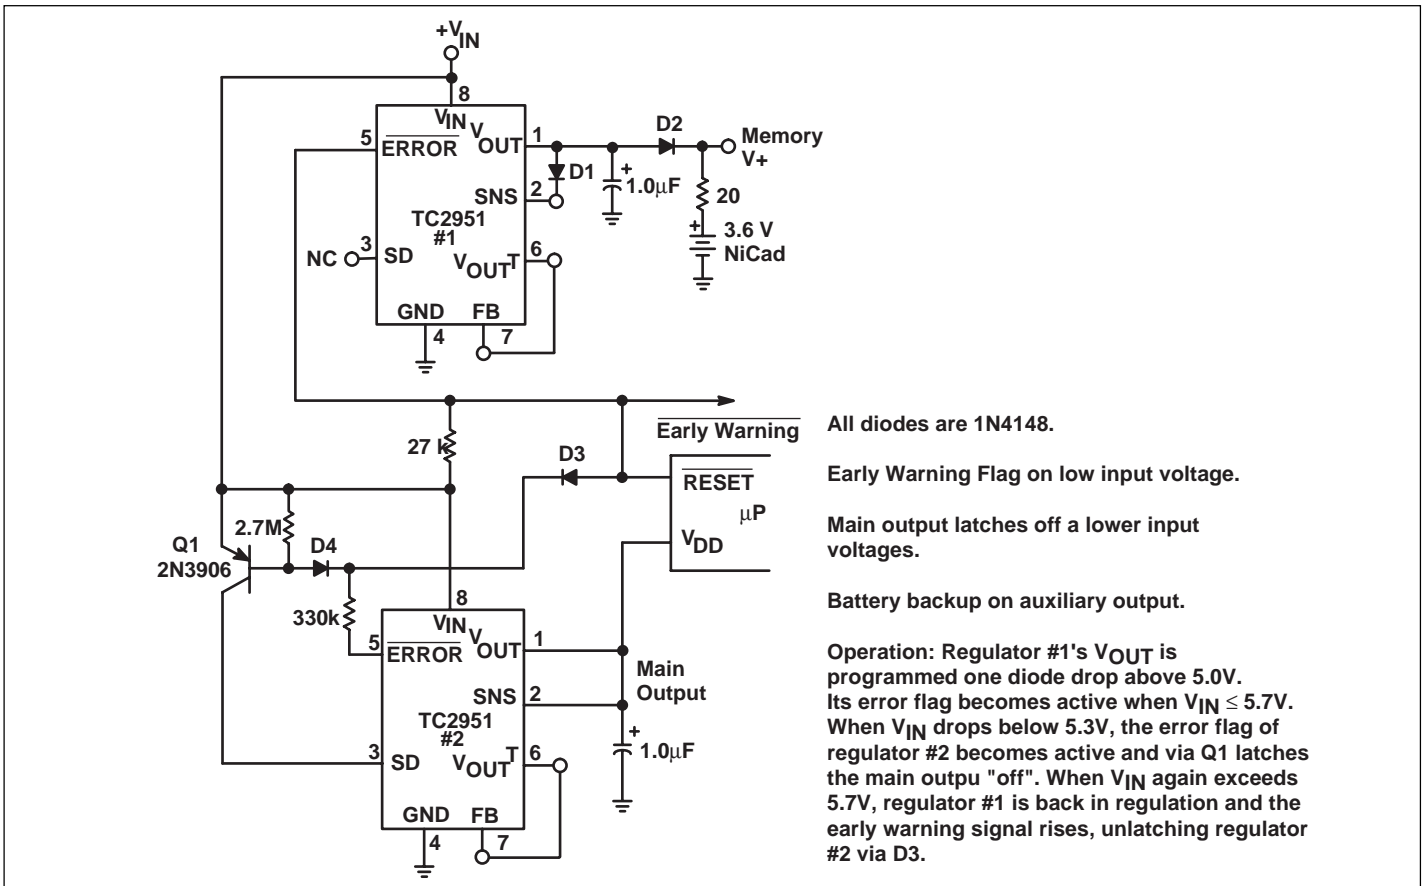 +VIN
8
VIN
VOUT
1
5
ERROR
D2
Memory
V+
D1
+
1.0μF
SNS
2
20
TC2951
#1
+
3.6 V
NiCad
NC
3
SD
VOUTT
6
GND
FB
4
7
Early Warning
27 k
D3
RESET
μP
VDD
2.7M
Q1
2N3906
D4
330k
8
VIN
VOUT
1
5
ERROR
Main
Output
SNS
2
TC2951
#2
+
1.0μF
3
SD
VOUTT
6
GND
FB
4
7
All diodes are 1N4148.
Early Warning Flag on low input voltage.
Main output latches off a lower input
voltages.
Battery backup on auxiliary output.
Operation: Regulator #1's VOUT is
programmed one diode drop above 5.0V.
Its error flag becomes active when VIN ≤ 5.7V.
When VIN drops below 5.3V, the error flag of
regulator #2 becomes active and via Q1 latches
the main outpu "off". When VIN again exceeds
5.7V, regulator #1 is back in regulation and the
early warning signal rises, unlatching regulator
#2 via D3.